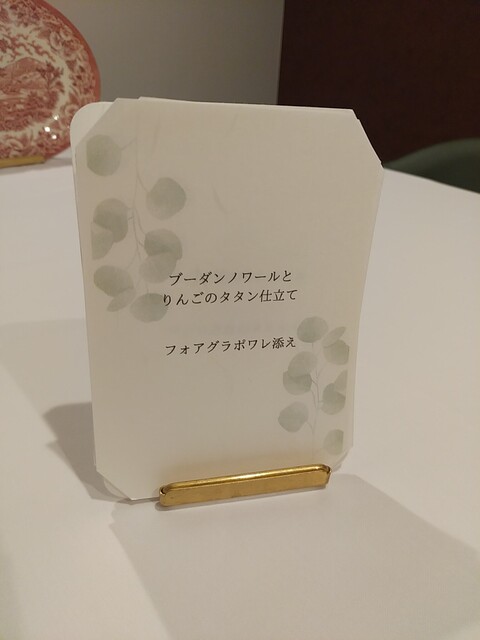 ブーダンノワールと
りんごのタタン仕立て
フォアグラポワレ添え